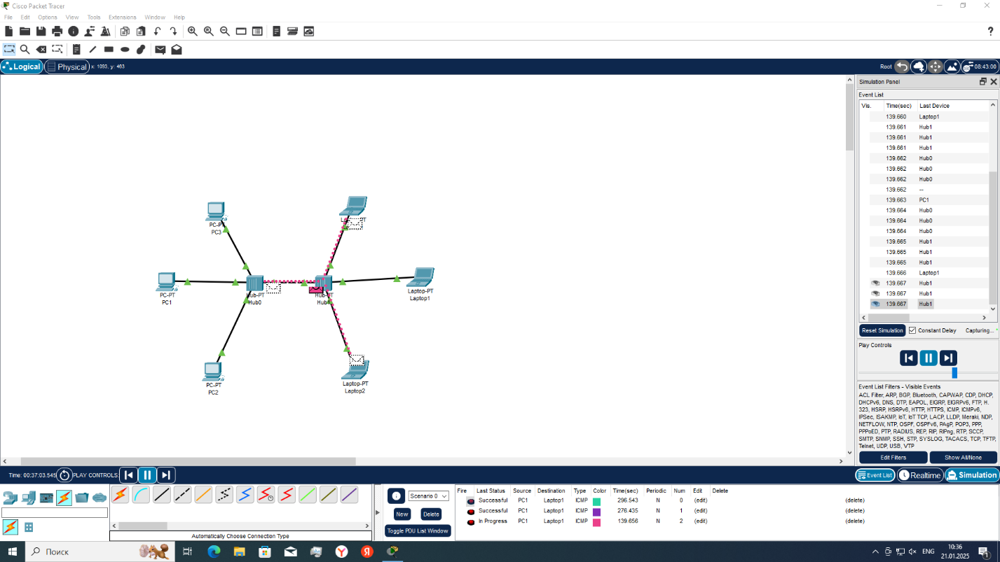 Cisco Packet Tracer
File Edit Options View Tools Extensions Window Help
?
Logical Physical x: 1093, y: 463 Root 08:43:00
Simulation Panel
Event List
Vis. Time(sec) Last Device
139.660 Laptop1
139.661 Hub1
139.661 Hub1
139.661 Hub1
139.662 Hub0
139.662 Hub0
139.662 Hub0
139.662 --
139.663 PC1
139.664 Hub0
139.664 Hub0
139.664 Hub0
139.665 Hub1
139.665 Hub1
139.665 Hub1
139.666 Laptop1
139.667 Hub1
139.667 Hub1
139.667 Hub1
Reset Simulation Constant Delay Capturing...
Play Controls
Event List Filters - Visible Events
ACL Filter, ARP, BGP, Bluetooth, CAPWAP, CDP, DHCP,
DHCPv6, DNS, DTP, EAPOL, EIGRP, EIGRPv6, FTP, H.
323, HSRP, HSRPv6, HTTP, HTTPS, ICMP, ICMPv6,
IPSec, ISAKMP, IoT, IoT TCP, LACP, LLDP, Meraki, NDP,
NETFLOW, NTP, OSPF, OSPFv6, PAgP, POP3, PPP,
PPPoED, PTP, RADIUS, REP, RIP, RIPng, RTP, SCCP,
SMTP, SNMP, SSH, STP, SYSLOG, TACACS, TCP, TFTP,
Telnet, UDP, USB, VTP
Edit Filters Show All/None
PC3
PC-PT
PC1
Hub-PT
Hub0
Laptop-PT
Laptop1
PC-PT
PC2
Laptop-PT
Laptop2
Time: 00:37:03.545 PLAY CONTROLS: Event List Realtime Simulation
Scenario 0
New Delete
Toggle PDU List Window
Automatically Choose Connection Type
Fire Last Status Source Destination Type Color Time(sec) Periodic Num Edit Delete
Successful PC1 Laptop1 ICMP 296.543 N 0 (edit) (delete)
Successful PC1 Laptop1 ICMP 276.435 N 1 (edit) (delete)
In Progress PC1 Laptop1 ICMP 139.656 N 2 (edit) (delete)
Поиск
Y
Я
ENG
10:36
21.01.2025
1